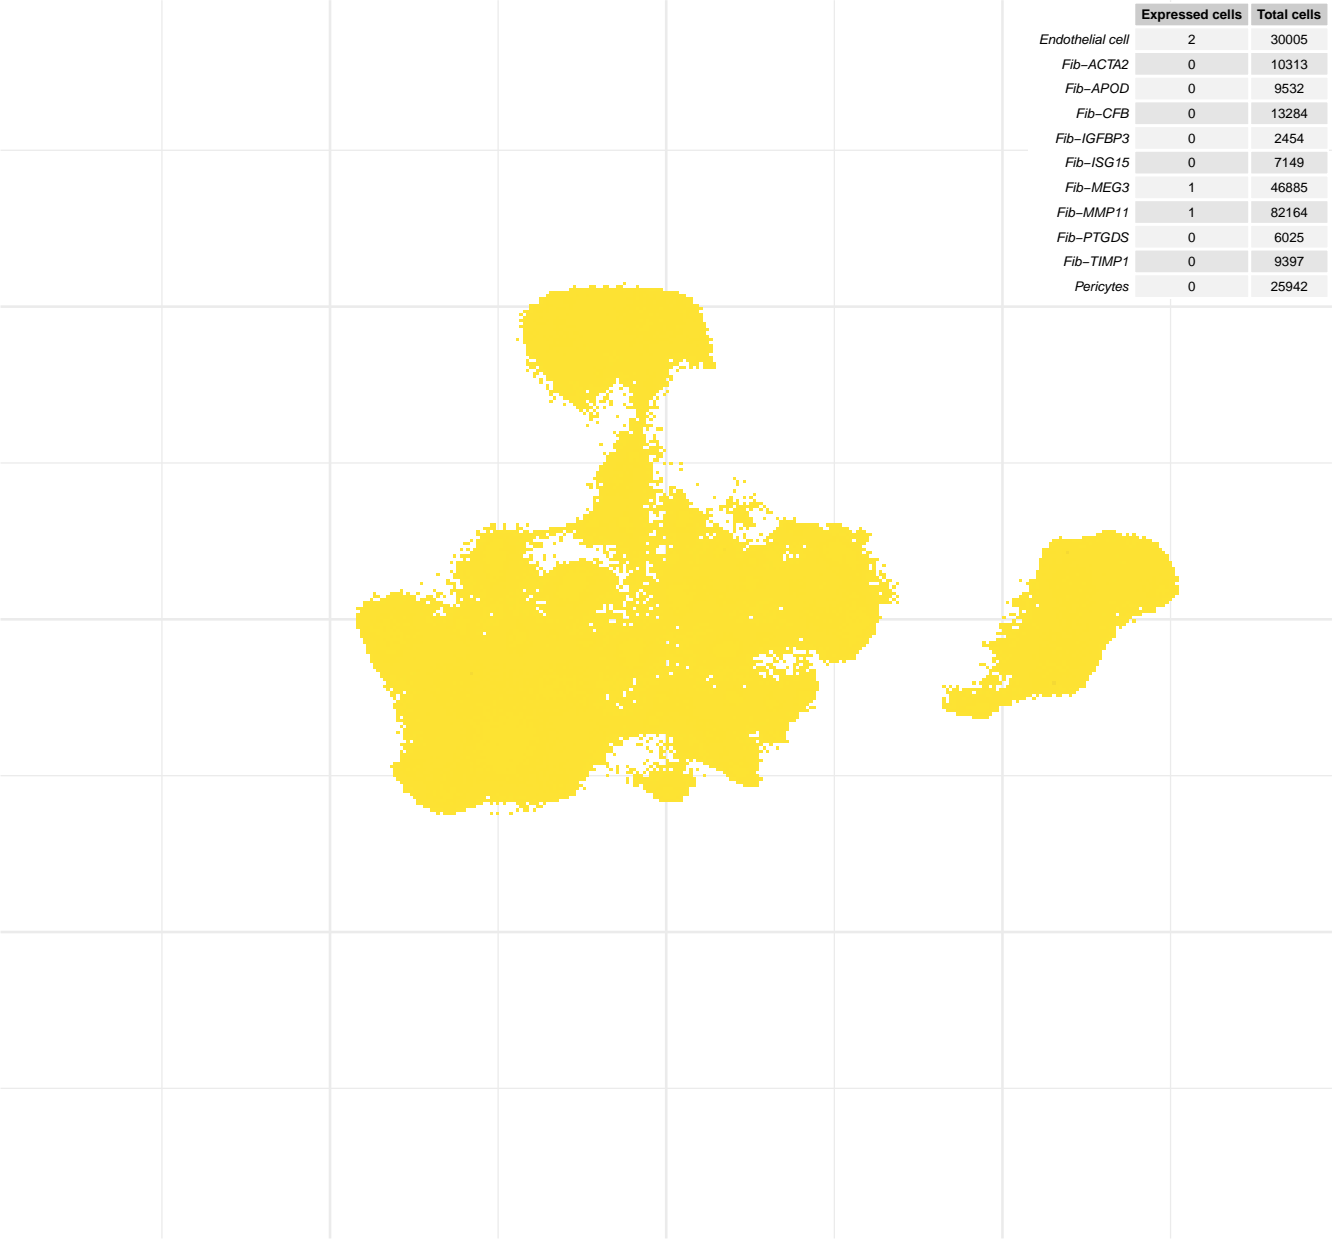 Expressed cells Total cells
Endothelial cell 2 30005
Fib−ACTA2 0 10313
Fib−APOD 0 9532
Fib−CFB 0 13284
Fib−IGFBP3 0 2454
Fib−ISG15 0 7149
Fib−MEG3 1 46885
Fib−MMP11 1 82164
Fib−PTGDS 0 6025
Fib−TIMP1 0 9397
Pericytes 0 25942